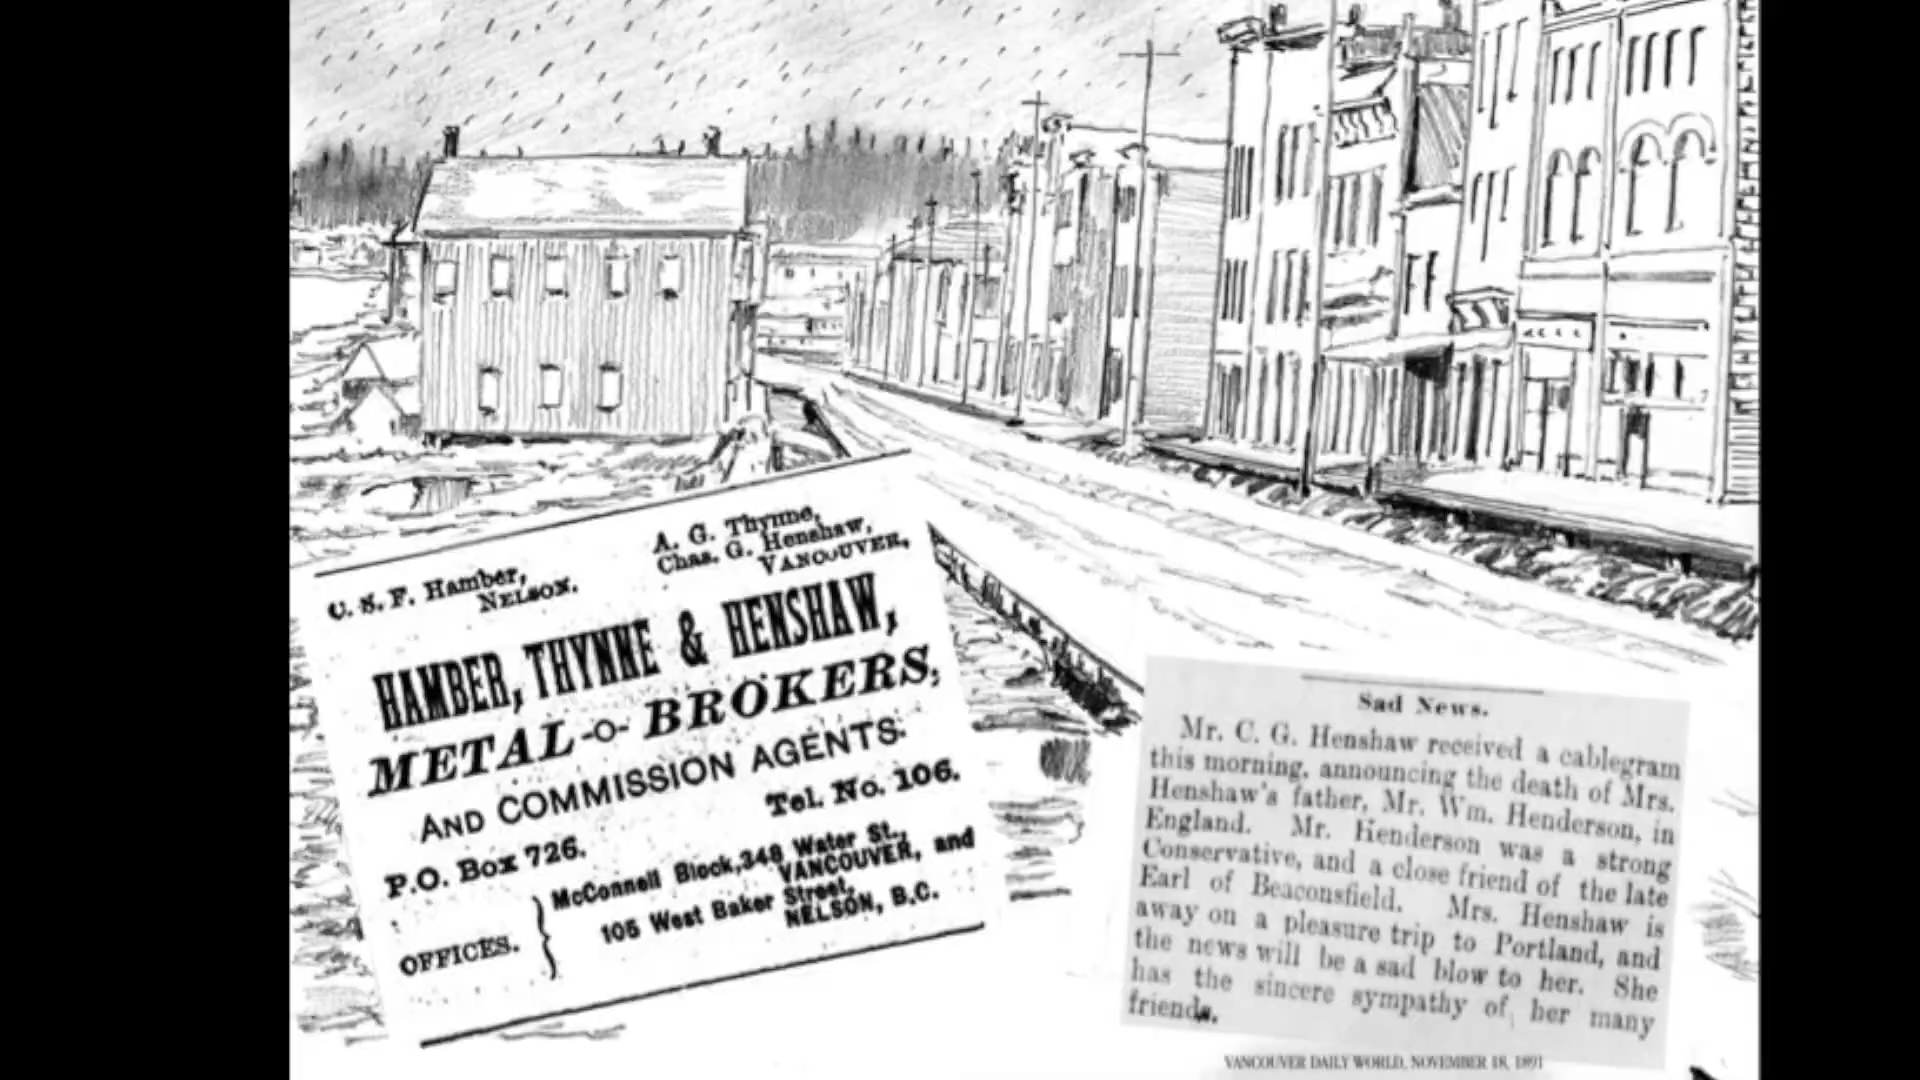 C. S. F. Hamber,
NELSON.
A. G. Thynne,
Chas. G. Henshaw,
VANCOUVER,
HAMBER, THYNNE & HENSHAW,
METAL-o-BROKERS,
AND COMMISSION AGENTS.
Tel. No. 106.
P.O. Box 726.
OFFICES.
McConnell Block, 348 Water St.,
VANCOUVER, and
105 West Baker Street,
NELSON, B.C.
Sad News.
Mr. C. G. Henshaw received a cablegram
this morning, announcing the death of Mrs.
Henshaw's father, Mr. Wm. Henderson, in
England. Mr. Henderson was a strong
Conservative, and a close friend of the late
Earl of Beaconsfield. Mrs. Henshaw is
away on a pleasure trip to Portland, and
the news will be a sad blow to her. She
has the sincere sympathy of her many
friends.
VANCOUVER DAILY WORLD, NOVEMBER 18, 1891